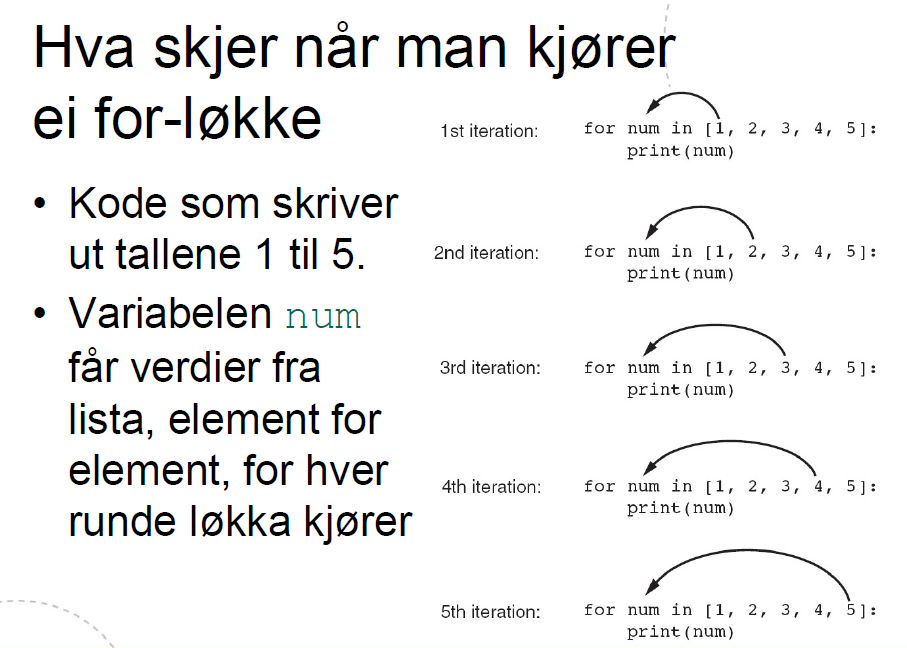 Hva skjer når man kjører
ei for-løkke
• Kode som skriver
ut tallene 1 til 5.
• Variabelen num
får verdier fra
lista, element for
element, for hver
runde løkka kjører
1st iteration:
for num in [1, 2, 3, 4, 5]:
print(num)
2nd iteration:
for num in [1, 2, 3, 4, 5]:
print(num)
3rd iteration:
for num in [1, 2, 3, 4, 5]:
print(num)
4th iteration:
for num in [1, 2, 3, 4, 5]:
print(num)
5th iteration:
for num in [1, 2, 3, 4, 5]:
print(num)